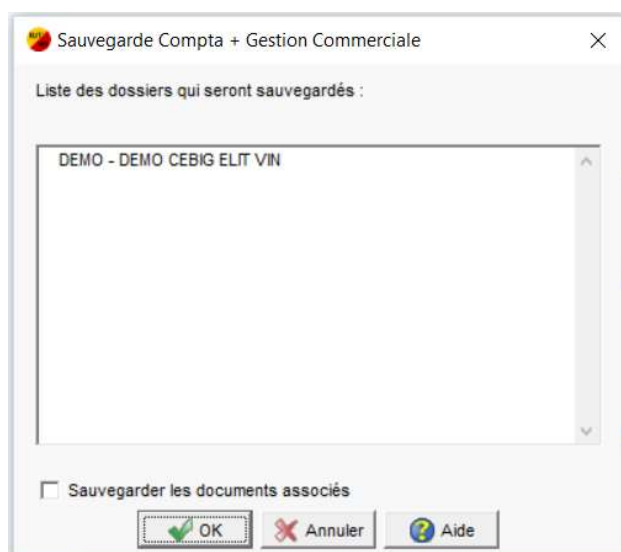 Sauvegarde Compta + Gestion Commerciale
Liste des dossiers qui seront sauvegardés :
DEMO - DEMO CEBIG ELIT VIN
Sauvegarder les documents associés
OK Annuler Aide